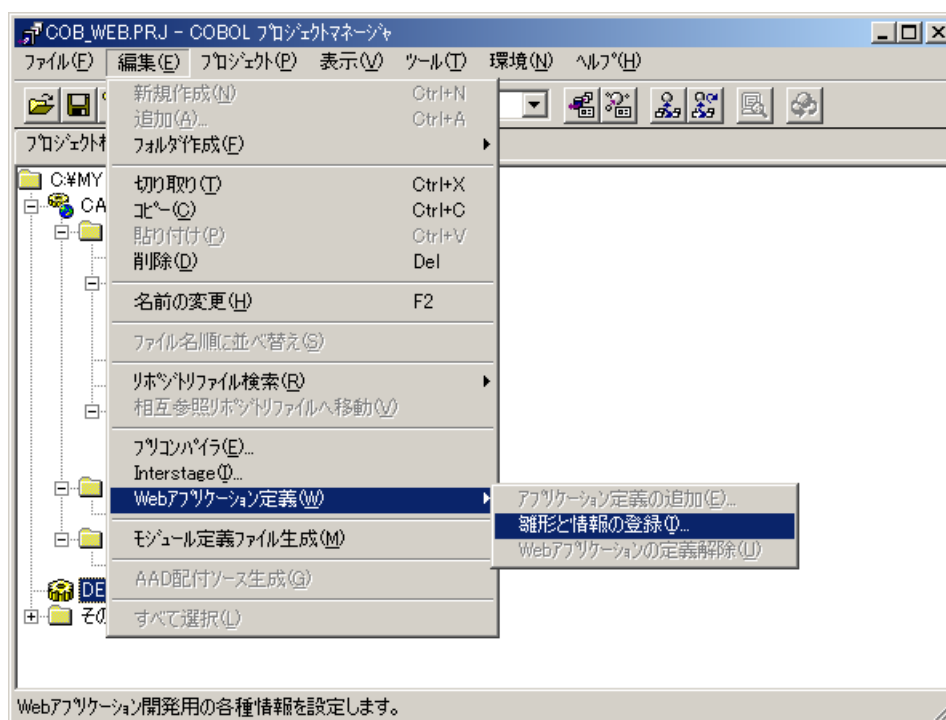 COB_WEB.PRJ - COBOL プロジェクトマネージャ
ファイル(F) 編集(E) プロジェクト(P) 表示(V) ツール(T) 環境(N) ヘルプ(H)
新規作成(N) Ctrl+N
追加(A)... Ctrl+A
プロジェクト
フォルダ作成(F)
C:¥MY
切り取り(T) Ctrl+X
CA
コピー(C) Ctrl+C
貼り付け(P) Ctrl+V
削除(D) Del
名前の変更(H) F2
ファイル名順に並べ替え(S)
リポジトリファイル検索(R)
相互参照リポジトリファイルへ移動(V)
プリコンパイラ(E)...
Interstage(I)...
Webアプリケーション定義(W)
アプリケーション定義の追加(E)...
雛形と情報の登録(I)...
Webアプリケーションの定義解除(U)
モジュール定義ファイル生成(M)
AAD配付ソース生成(G)
DE
その
すべて選択(L)
Webアプリケーション開発用の各種情報を設定します。